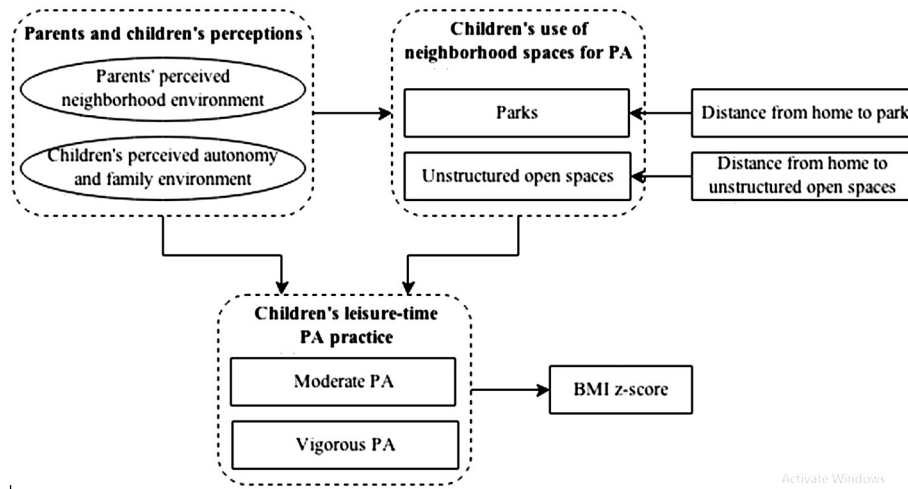 Parents and children's perceptions
Parents' perceived
neighborhood environment
Children's perceived autonomy
and family environment
Children's use of
neighborhood spaces for PA
Parks
Unstructured open spaces
Distance from home to park
Distance from home to
unstructured open spaces
Children's leisure-time
PA practice
Moderate PA
Vigorous PA
BMI z-score
Activate Windows